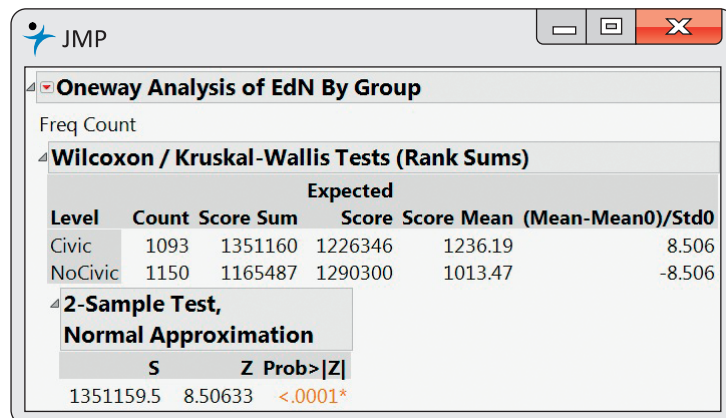 JMP
Oneway Analysis of EdN By Group
Freq Count
Wilcoxon / Kruskal-Wallis Tests (Rank Sums)
Expected
Level Count Score Sum Score Score Mean (Mean-Mean0)/Std0
Civic 1093 1351160 1226346 1236.19 8.506
NoCivic 1150 1165487 1290300 1013.47 -8.506
2-Sample Test,
Normal Approximation
S Z Prob>|Z|
1351159.5 8.50633 <.0001*